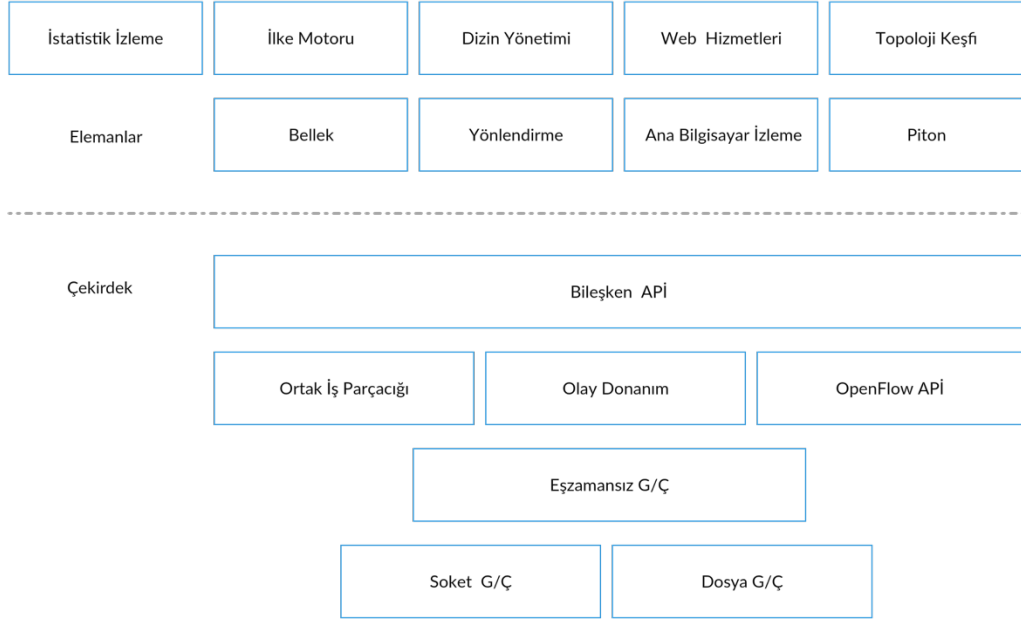 İstatistik İzleme
İlke Motoru
Dizin Yönetimi
Web Hizmetleri
Topoloji Keşfi
Elemanlar
Bellek
Yönlendirme
Ana Bilgisayar İzleme
Piton
Çekirdek
Bileşken APİ
Ortak İş Parçacığı
Olay Donanım
OpenFlow APİ
Eşzamansız G/Ç
Soket G/Ç
Dosya G/Ç